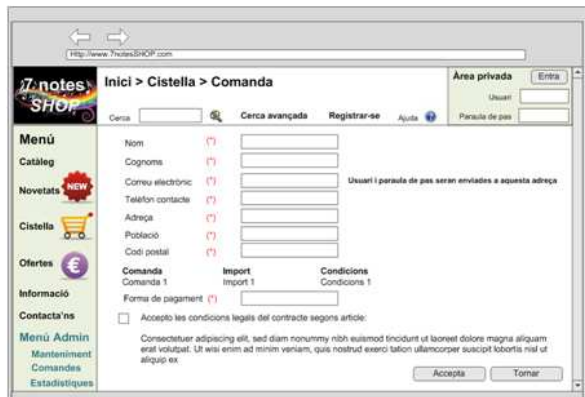 Http://www.7notesSHOP.com
7 notes
SHOP
Inici > Cistella > Comanda
Àrea privada
Entra
Usuari
Paraula de pas
Cerca
Cerca avançada
Registrar-se
Ajuda
Menú
Catàleg
Novetats
NEW
Cistella
Ofertes
Informació
Contacta'ns
Menú Admin
Manteniment
Comandes
Estadístiques
Nom (*)
Cognoms (*)
Correu electrònic (*) Usuari i paraula de pas seran enviades a aquesta adreça
Telèfon contacte (*)
Adreça (*)
Població (*)
Codi postal (*)
Comanda Import Condicions
Comanda 1 Import 1 Condicions 1
Forma de pagament (*)
Accepto les condicions legals del contracte segons article:
Consectetuer adipiscing elit, sed diam nonummy nibh euismod tincidunt ut laoreet dolore magna aliquam
erat volutpat. Ut wisi enim ad minim veniam, quis nostrud exerci tation ullamcorper suscipit lobortis nisl ut
aliquip ex
Accepta
Tornar